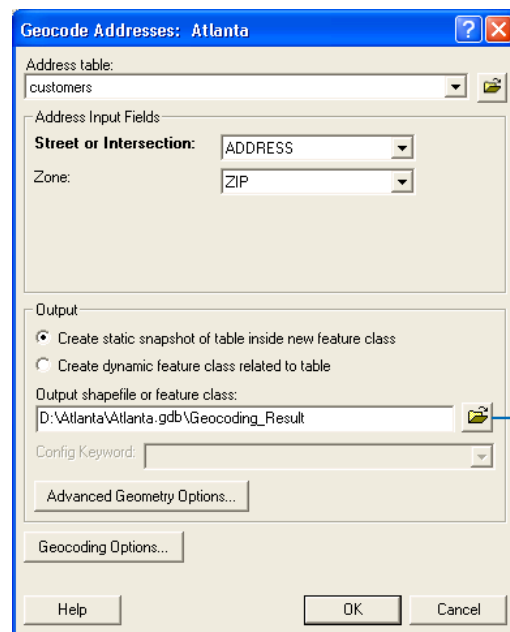 Geocode Addresses: Atlanta
Address table:
customers
Address Input Fields
Street or Intersection: ADDRESS
Zone: ZIP
Output
Create static snapshot of table inside new feature class
Create dynamic feature class related to table
Output shapefile or feature class:
D:\Atlanta\Atlanta.gdb\Geocoding_Result
Config Keyword:
Advanced Geometry Options...
Geocoding Options...
Help OK Cancel